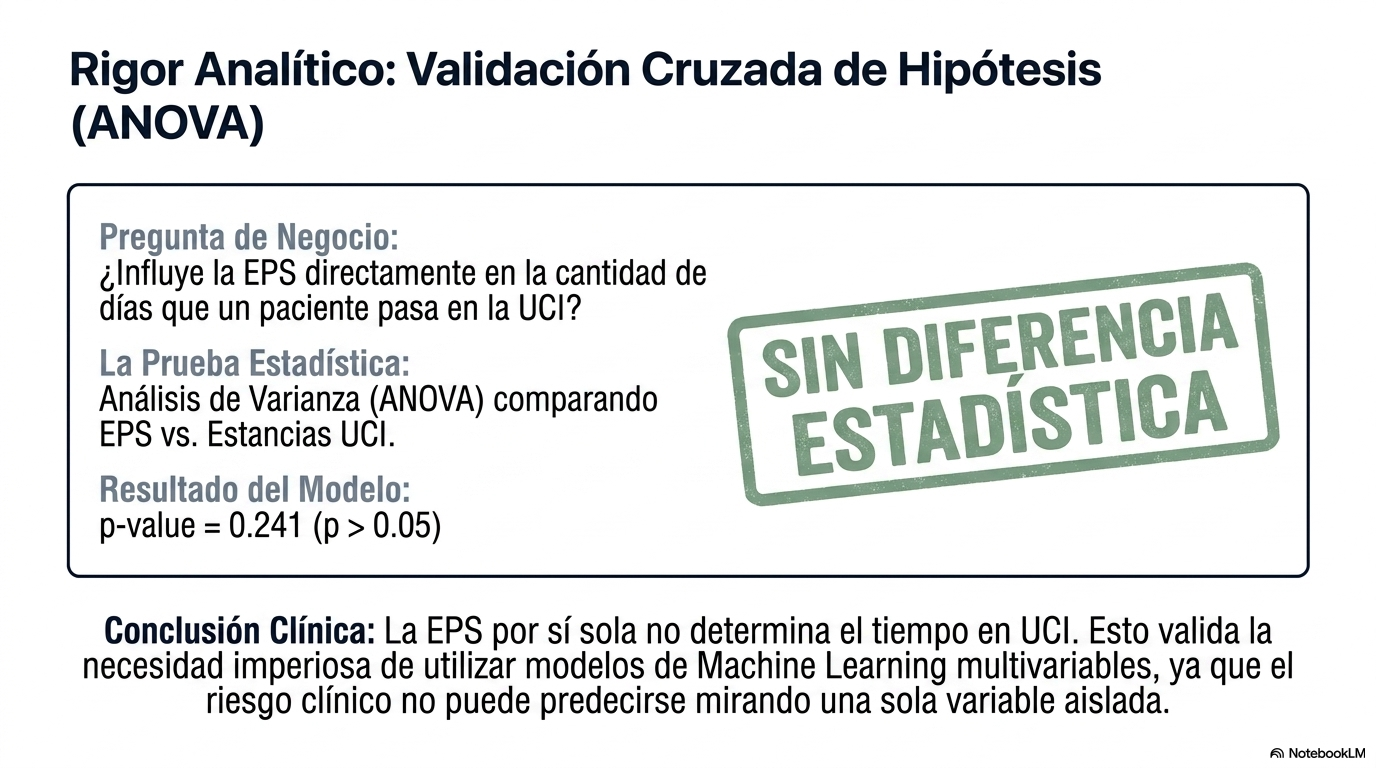 Rigor Analítico: Validación Cruzada de Hipótesis
(ANOVA)
Pregunta de Negocio:
¿Influye la EPS directamente en la cantidad de
días que un paciente pasa en la UCI?
La Prueba Estadística:
Análisis de Varianza (ANOVA) comparando
EPS vs. Estancias UCI.
Resultado del Modelo:
p-value = 0.241 (p > 0.05)
SIN DIFERENCIA
ESTADÍSTICA
Conclusión Clínica: La EPS por sí sola no determina el tiempo en UCI. Esto valida la
necesidad imperiosa de utilizar modelos de Machine Learning multivariables, ya que el
riesgo clínico no puede predecirse mirando una sola variable aislada.
NotebookLM